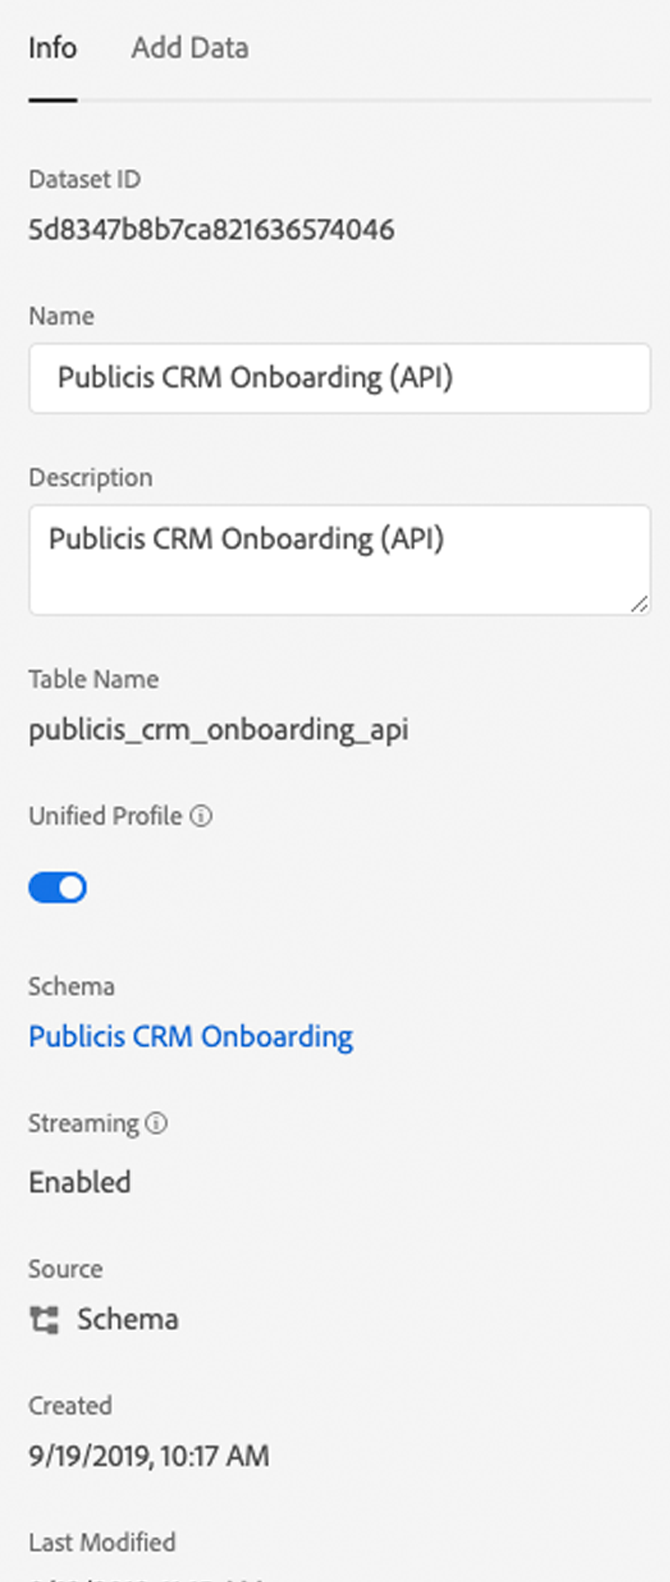 Info Add Data
Dataset ID
5d8347b8b7ca821636574046
Name
Publicis CRM Onboarding (API)
Description
Publicis CRM Onboarding (API)
Table Name
publicis_crm_onboarding_api
Unified Profile
Schema
Publicis CRM Onboarding
Streaming
Enabled
Source
Schema
Created
9/19/2019, 10:17 AM
Last Modified